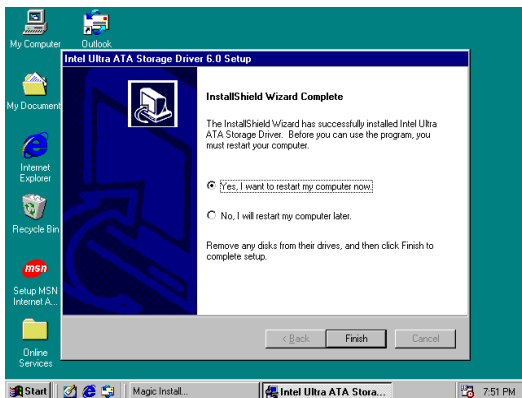 My Computer
Outlook
My Document
Internet
Explorer
Recycle Bin
msn
Setup MSN
Internet A...
Online
Services
Intel Ultra ATA Storage Driver 6.0 Setup
InstallShield Wizard Complete
The InstallShield Wizard has successfully installed Intel Ultra
ATA Storage Driver. Before you can use the program, you
must restart your computer.
Yes, I want to restart my computer now.
No, I will restart my computer later.
Remove any disks from their drives, and then click Finish to
complete setup.
< Back
Finish
Cancel
Start
Magic Install...
Intel Ultra ATA Stora...
7:51 PM